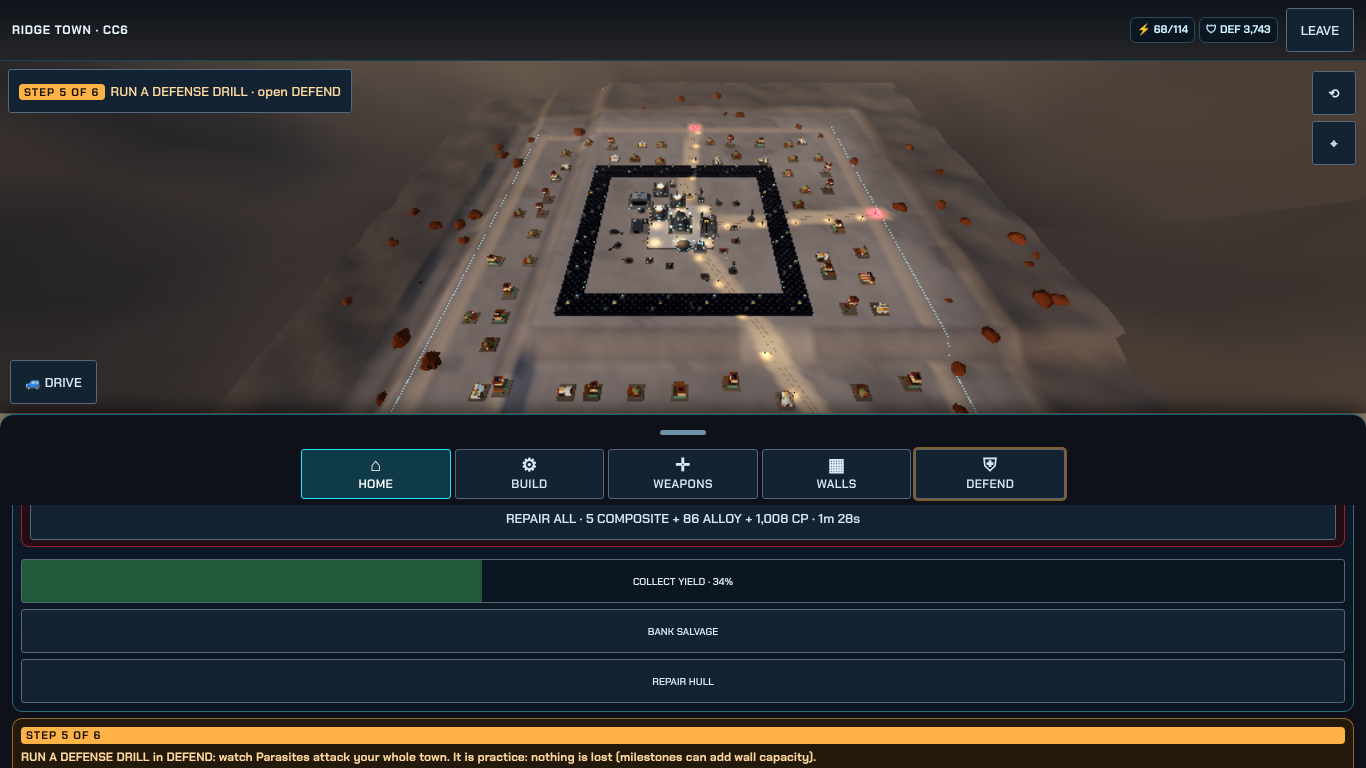 RIDGE TOWN · CC6
⚡ 68/114
🛡 DEF 3,743
LEAVE
STEP 5 OF 6 RUN A DEFENSE DRILL · open DEFEND
🚙 DRIVE
HOME
BUILD
WEAPONS
WALLS
DEFEND
REPAIR ALL · 5 COMPOSITE + 86 ALLOY + 1,008 CP · 1m 28s
COLLECT YIELD · 34%
BANK SALVAGE
REPAIR HULL
STEP 5 OF 6
RUN A DEFENSE DRILL in DEFEND: watch Parasites attack your whole town. It is practice: nothing is lost (milestones can add wall capacity).